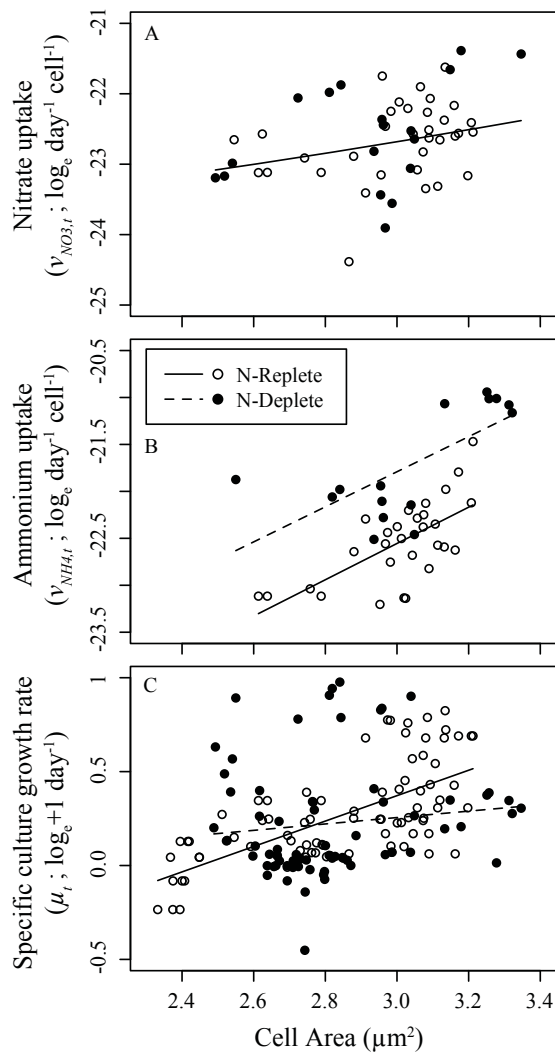 A
Nitrate uptake
(v_NO3,t ; log_e day^-1 cell^-1)
-21
-22
-23
-24
-25
N-Replete
N-Deplete
B
Ammonium uptake
(v_NH4,t ; log_e day^-1 cell^-1)
-20.5
-21.5
-22.5
-23.5
C
Specific culture growth rate
(μ_t ; log_e+1 day^-1)
1
0.5
0.0
-0.5
2.4 2.6 2.8 3.0 3.2 3.4
Cell Area (μm²)